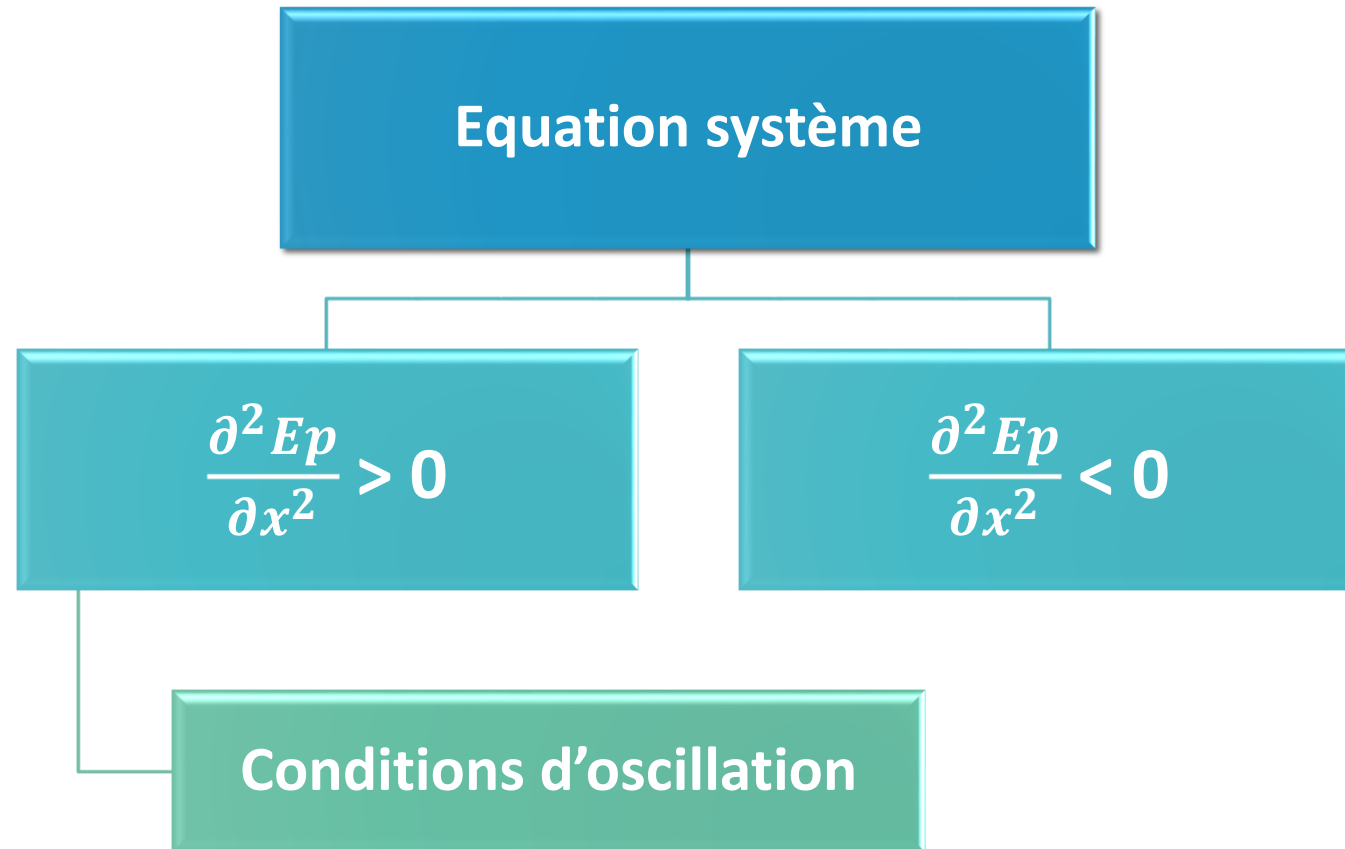 Equation système
∂²Ep/∂x² > 0
∂²Ep/∂x² < 0
Conditions d’oscillation